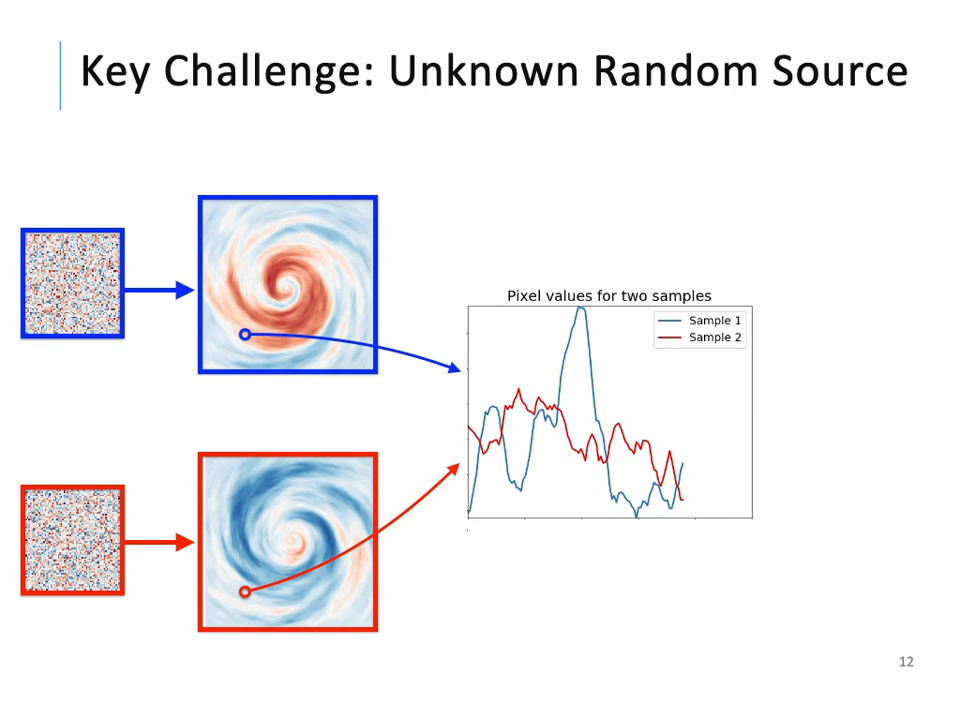 Key Challenge: Unknown Random Source
Pixel values for two samples
Sample 1
Sample 2
12